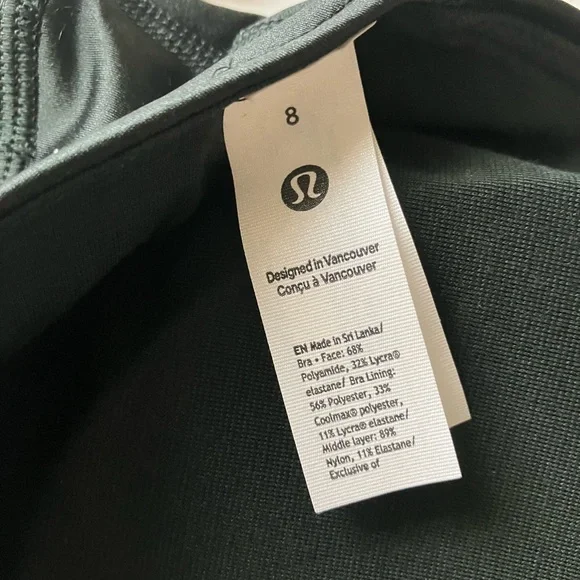 8
Designed in Vancouver
Conçu à Vancouver
EN Made in Sri Lanka/
Bra • Face: 68%
Polyamide, 32% Lycra®
elastane/ Bra Lining:
56% Polyester, 33%
Coolmax® polyester,
11% Lycra® elastane/
Middle layer: 89%
Nylon, 11% Elastane/
Exclusive of